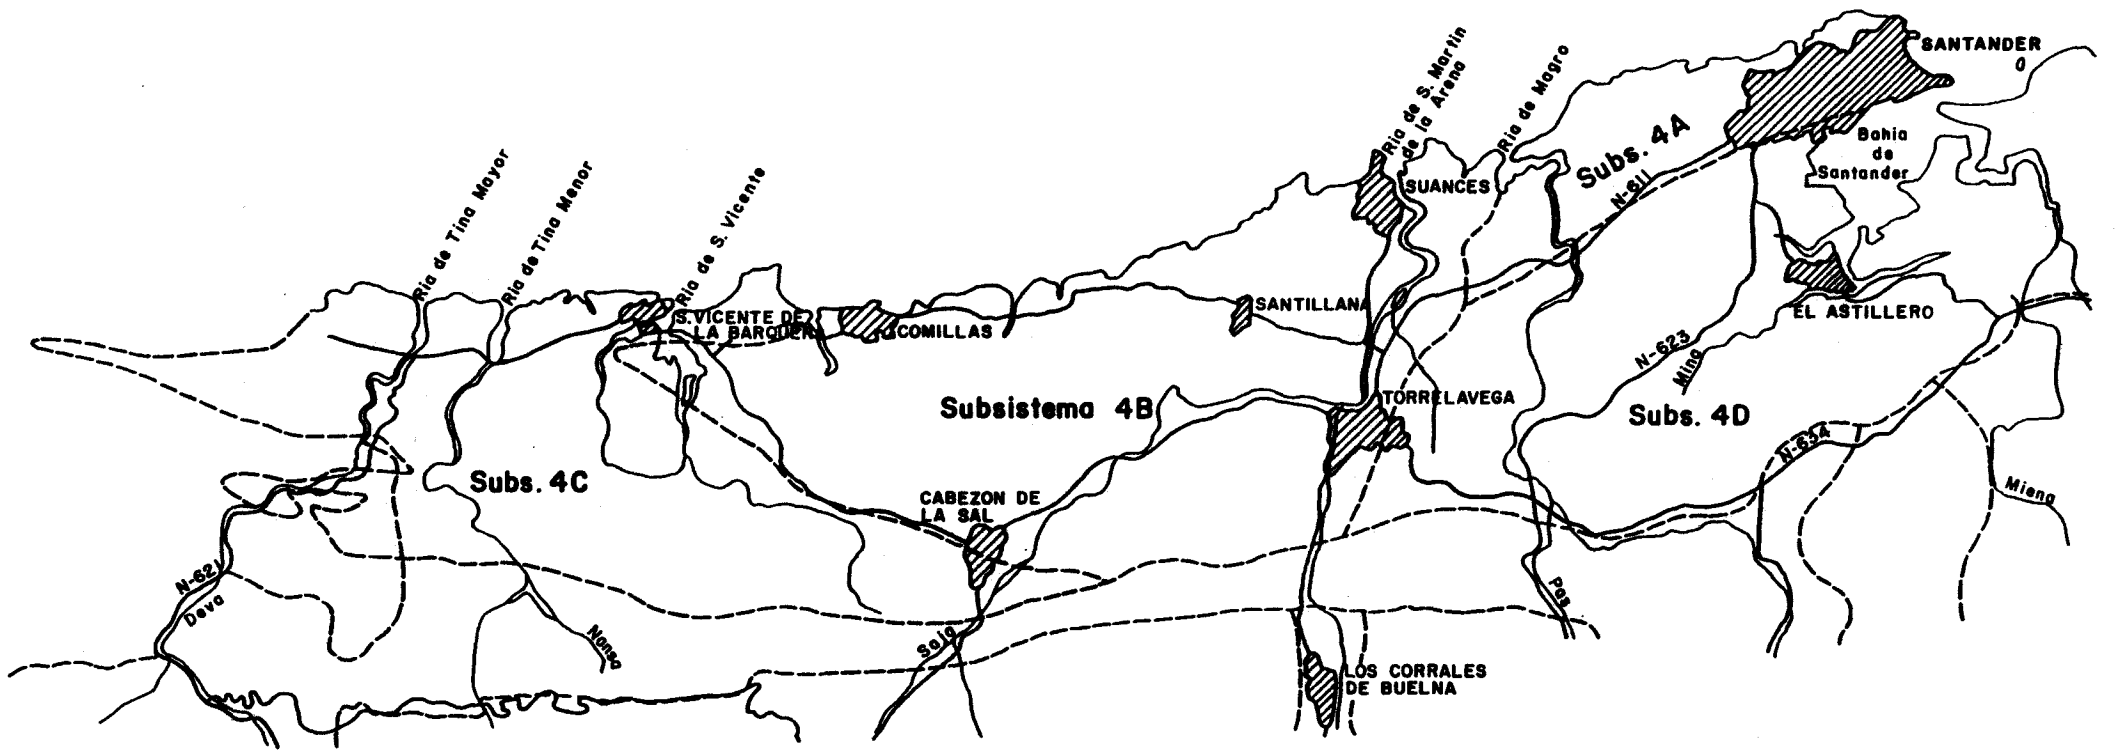 SANTANDER
Ria de S. Martin
de la Arena
Ria de Magro
Subs. 4A
Bahia
de
Santander
Ria de Tina Mayor
Ria de Tina Menor
Ria de S. Vicente
SUANCES
N-611
S. VICENTE DE
LA BARQUERA
COMILLAS
SANTILLANA
EL ASTILLERO
N-623
Subsistema 4B
TORRELAVEGA
Subs. 4D
N-634
Subs. 4C
CABEZON DE
LA SAL
Miena
N-621
Deva
Nansa
Saja
Pas
LOS CORRALES
DE BUELNA